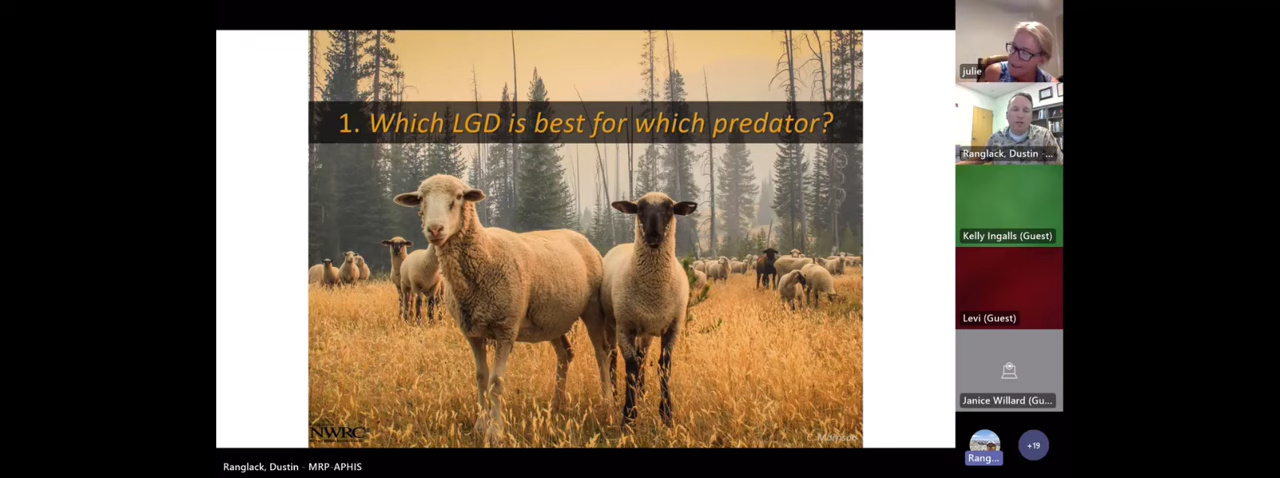 1. Which LGD is best for which predator?
NWRC
C. Morrison
Ranglack, Dustin - MRP-APHIS
julie
Ranglack, Dustin -...
Kelly Ingalls (Guest)
Levi (Guest)
Janice Willard (Gu...
Rang...
+19